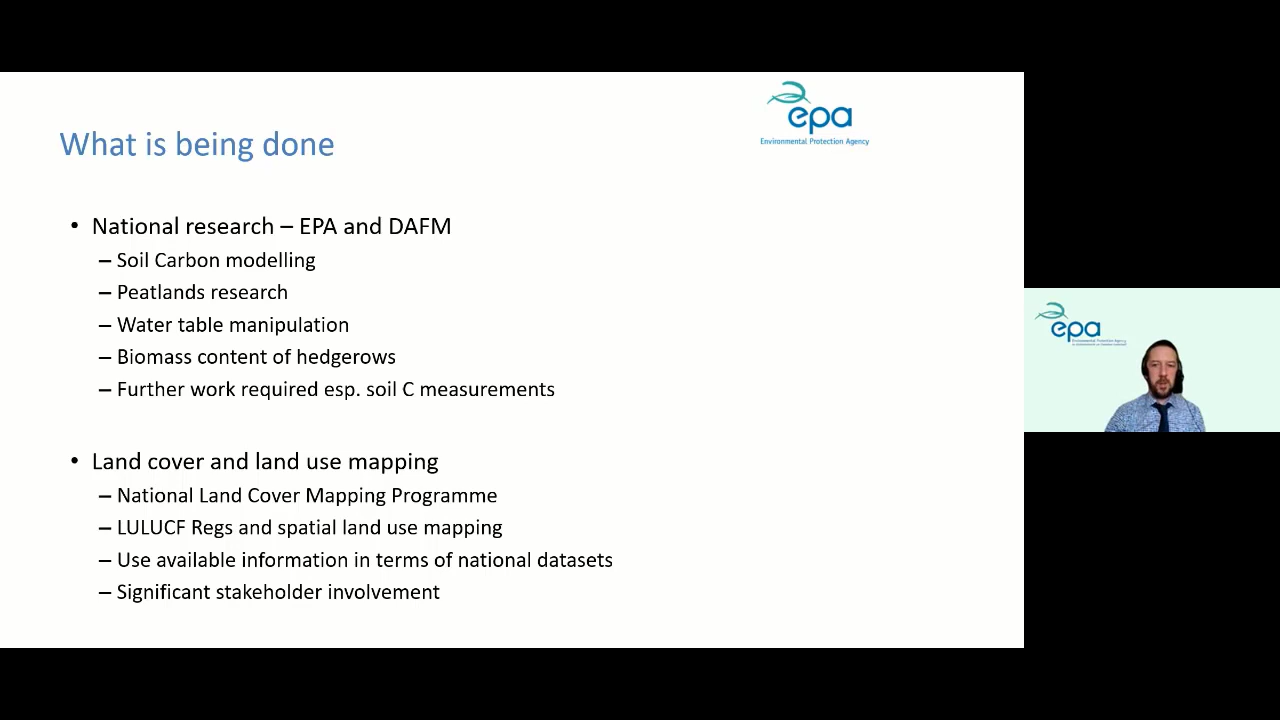 epa
Environmental Protection Agency
What is being done
• National research – EPA and DAFM
– Soil Carbon modelling
– Peatlands research
– Water table manipulation
– Biomass content of hedgerows
– Further work required esp. soil C measurements
• Land cover and land use mapping
– National Land Cover Mapping Programme
– LULUCF Regs and spatial land use mapping
– Use available information in terms of national datasets
– Significant stakeholder involvement
epa
Environmental Protection Agency